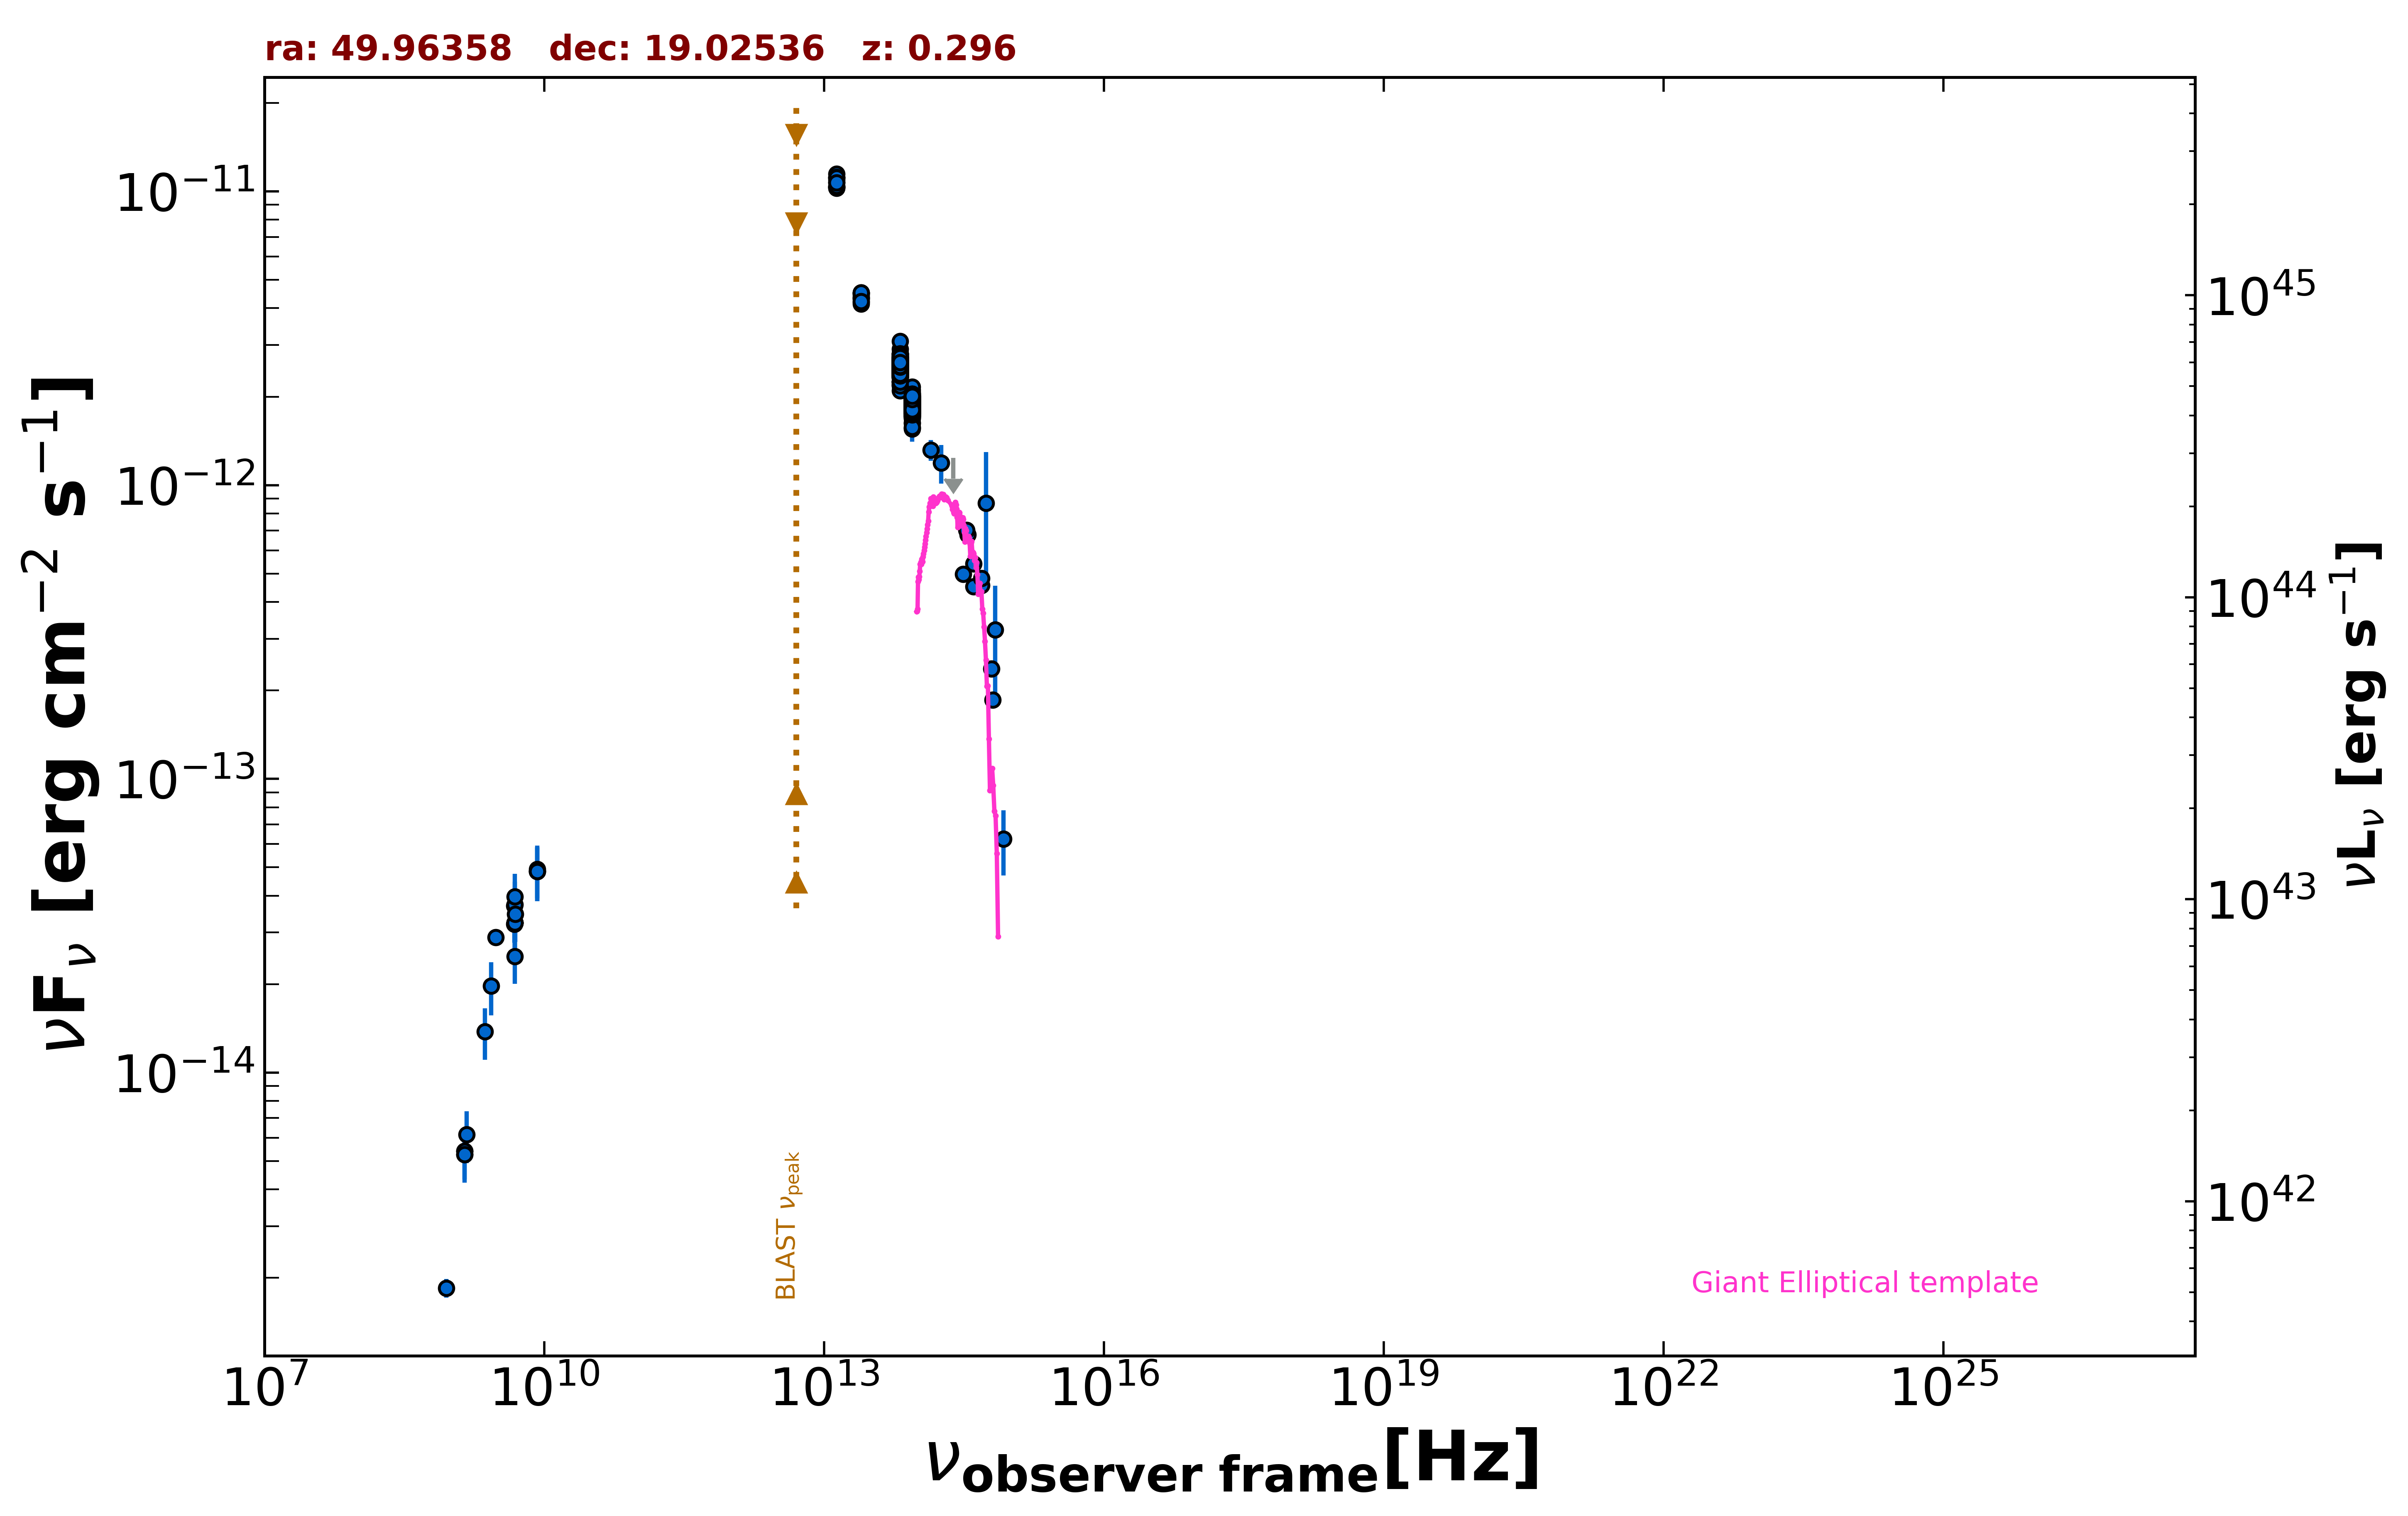 ra: 49.96358 dec: 19.02536 z: 0.296
νF_ν [erg cm^−2 s^−1]
10^−11
10^−12
10^−13
10^−14
νL_ν [erg s^−1]
10^45
10^44
10^43
10^42
BLAST ν_peak
Giant Elliptical template
10^7 10^10 10^13 10^16 10^19 10^22 10^25
ν_observer frame [Hz]